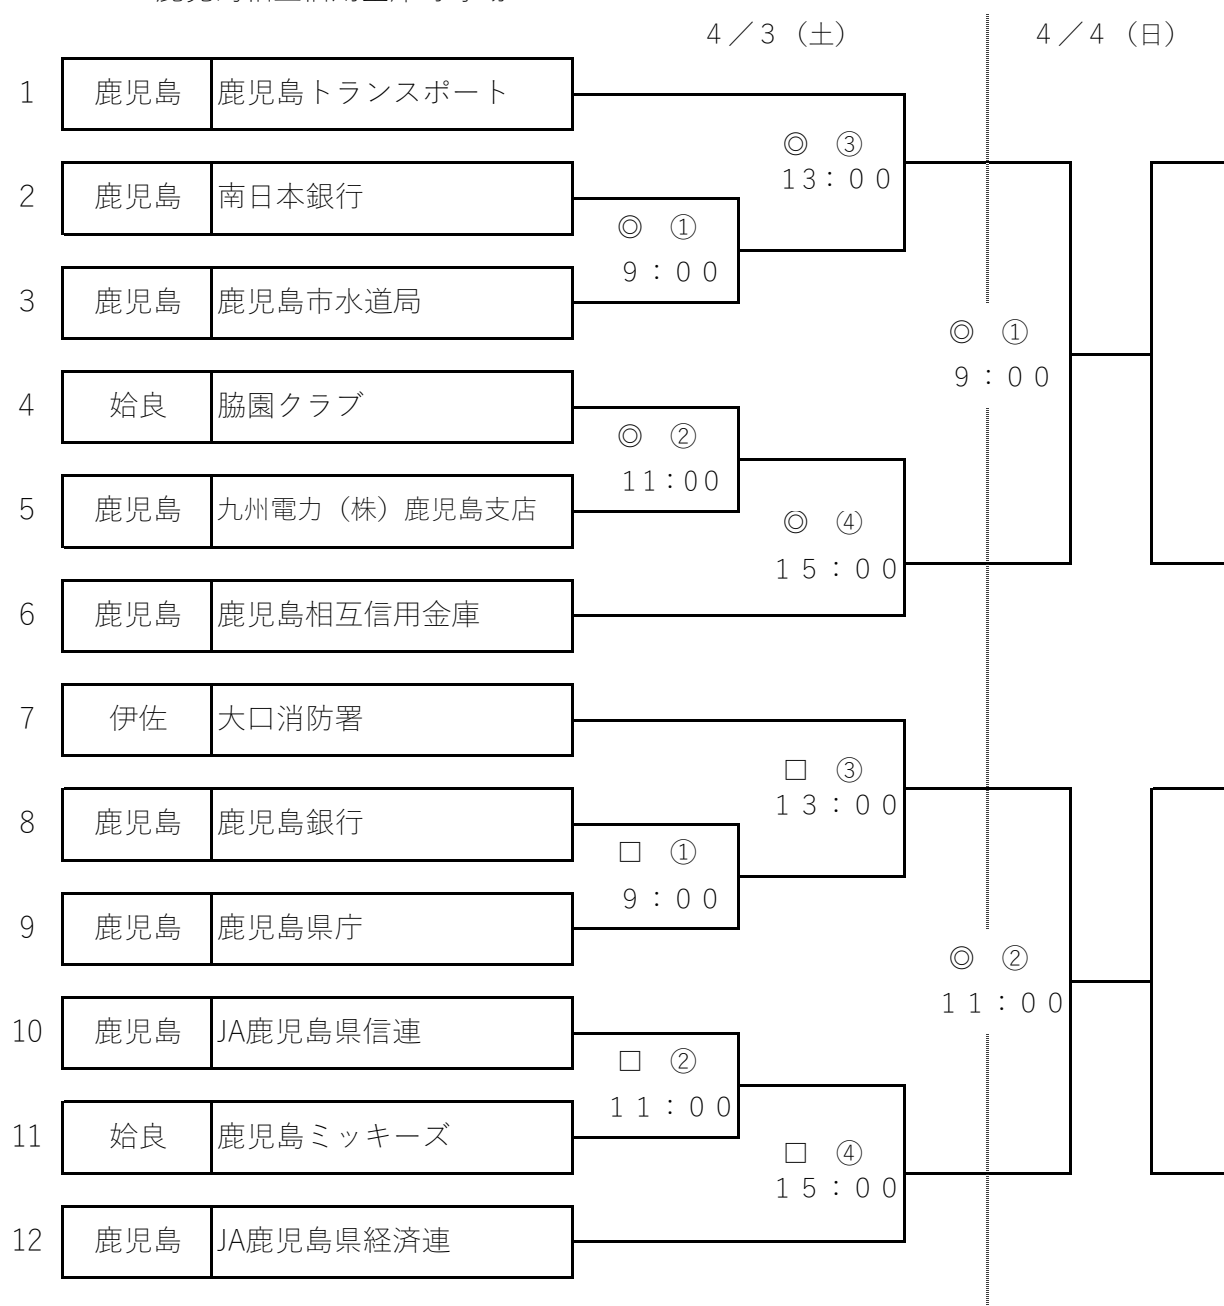 4／3（土）
4／4（日）
1 鹿児島 鹿児島トランスポート
◎ ③
13：00
2 鹿児島 南日本銀行
◎ ①
9：00
3 鹿児島 鹿児島市水道局
◎ ①
9：00
4 姶良 脇園クラブ
◎ ②
11：00
5 鹿児島 九州電力（株）鹿児島支店
◎ ④
15：00
6 鹿児島 鹿児島相互信用金庫
7 伊佐 大口消防署
□ ③
13：00
8 鹿児島 鹿児島銀行
□ ①
9：00
9 鹿児島 鹿児島県庁
◎ ②
11：00
10 鹿児島 JA鹿児島県信連
□ ②
11：00
11 姶良 鹿児島ミッキーズ
□ ④
15：00
12 鹿児島 JA鹿児島県経済連